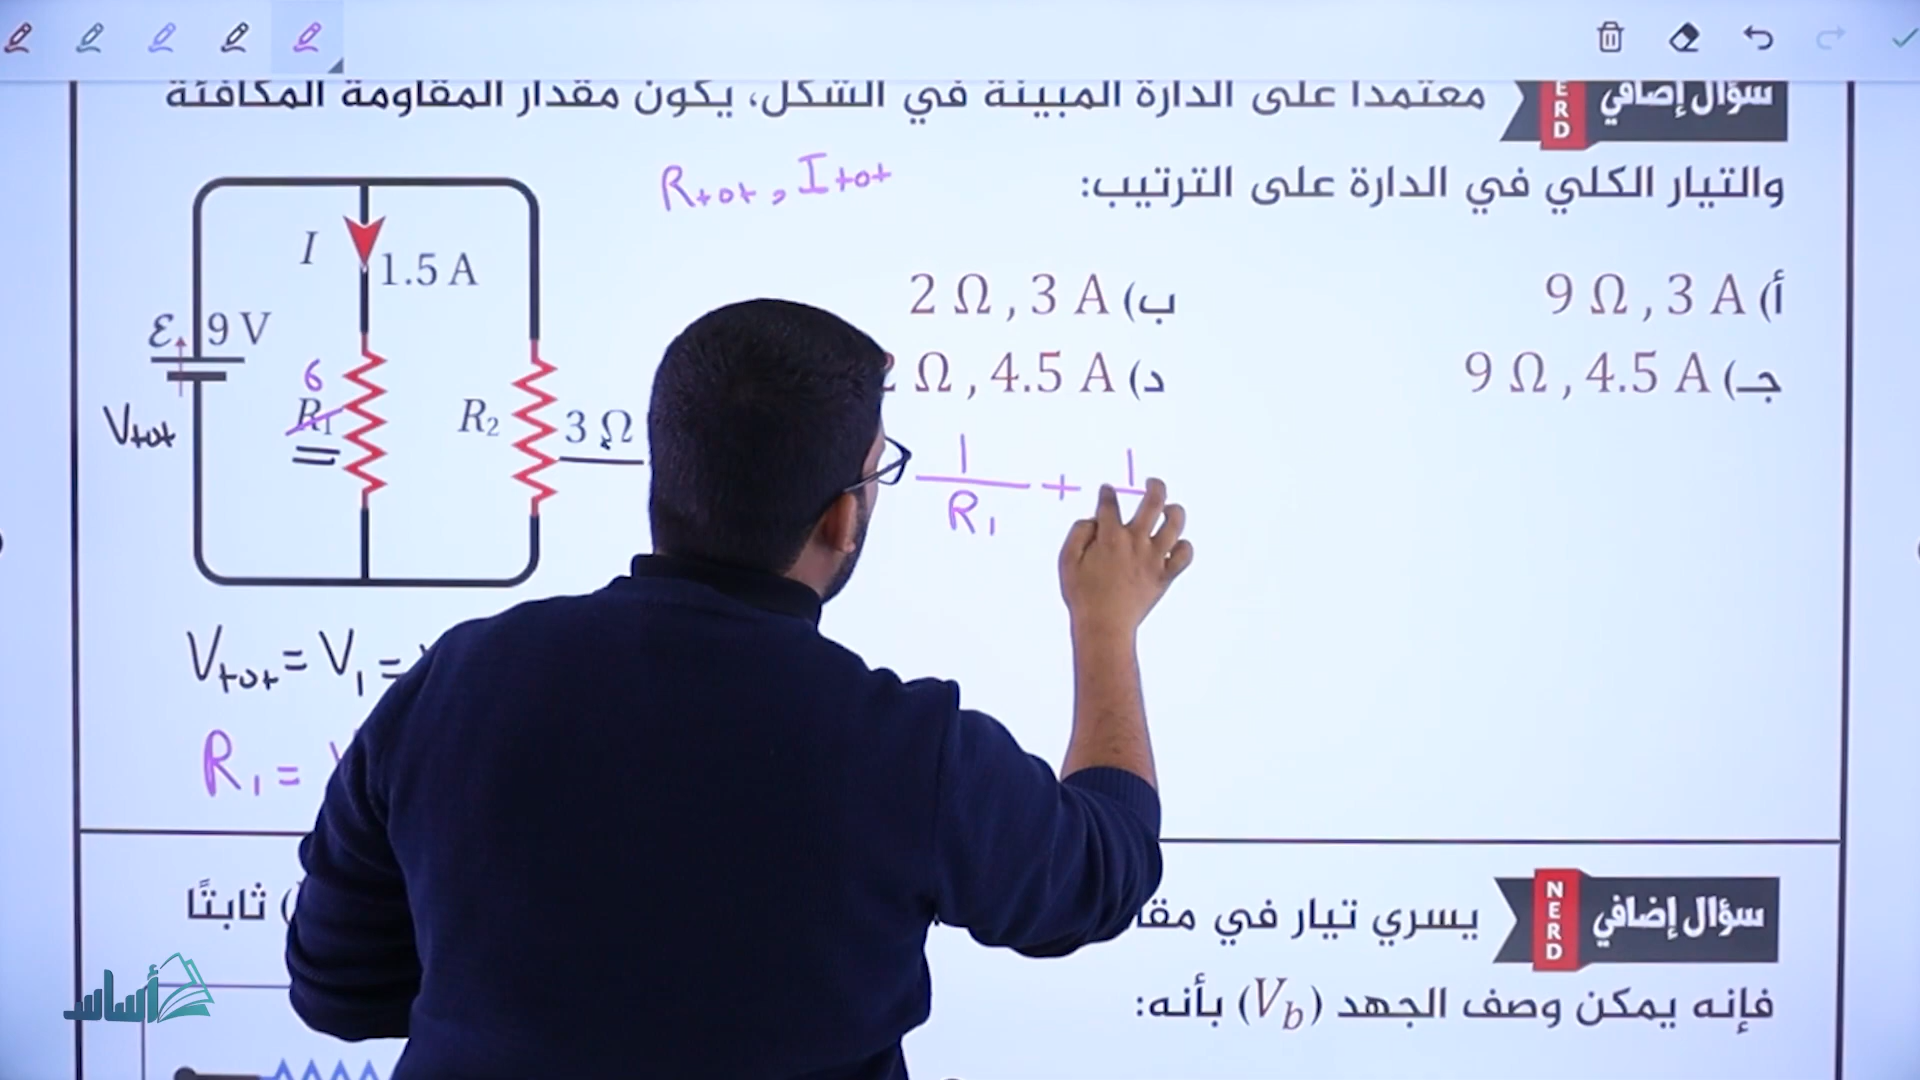 سؤال إضافي NERD معتمدا على الدارة المبينة في الشكل، يكون مقدار المقاومة المكافئة
والتيار الكلي في الدارة على الترتيب:
Rtot , Itot
أ) 9 Ω , 3 A
ب) 2 Ω , 3 A
جـ) 9 Ω , 4.5 A
د) Ω , 4.5 A
I
1.5 A
ε, 9 V
6
R1
R2
3 Ω
Vtot
1/R1 + 1
Vtot = V1 =
R1 =
سؤال إضافي NERD يسري تيار في ثابتًا
فإنه يمكن وصف الجهد (Vb) بأنه:
أساس